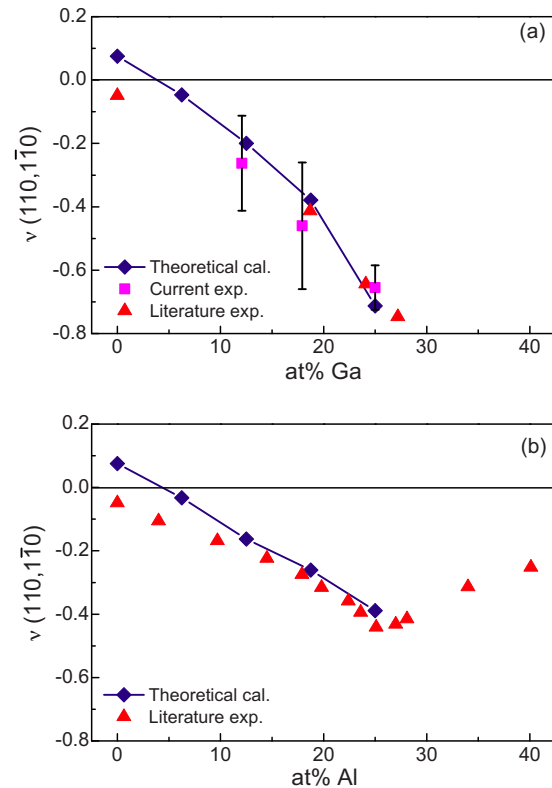 (a)
0.2
0.0
-0.2
-0.4
-0.6
-0.8
ν (110,11̅0)
Theoretical cal.
Current exp.
Literature exp.
0 10 20 30 40
at% Ga
(b)
0.2
0.0
-0.2
-0.4
-0.6
-0.8
ν (110,11̅0)
Theoretical cal.
Literature exp.
0 10 20 30 40
at% Al